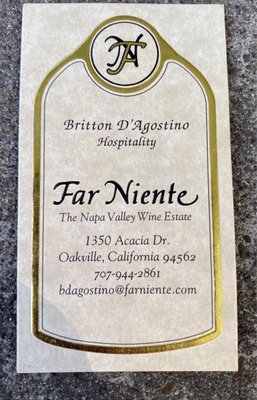 Britton D'Agostino
Hospitality
Far Niente
The Napa Valley Wine Estate
1350 Acacia Dr.
Oakville, California 94562
707-944-2861
bdagostino@farniente.com